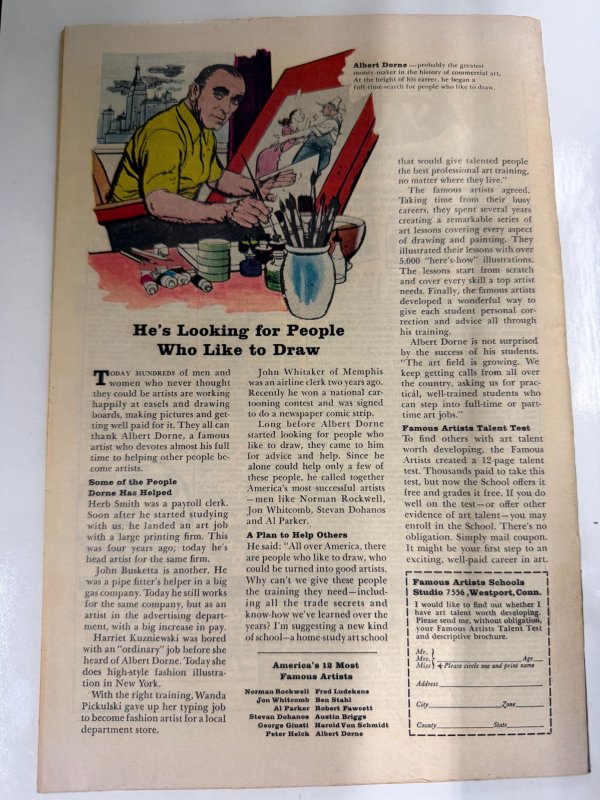 Albert Dorne — probably the greatest
money-maker in the history of commercial art.
At the height of his career, he began a
full-time search for people who like to draw.
He's Looking for People
Who Like to Draw
TODAY HUNDREDS of men and
women who never thought
they could be artists are working
happily at easels and drawing
boards, making pictures and get-
ting well paid for it. They all can
thank Albert Dorne, a famous
artist who devotes almost his full
time to helping other people be-
come artists.
Some of the People
Dorne Has Helped
Herb Smith was a payroll clerk.
Soon after he started studying
with us, he landed an art job
with a large printing firm. This
was four years ago; today he's
head artist for the same firm.
John Busketta is another. He
was a pipe fitter's helper in a big
gas company. Today he still works
for the same company, but as an
artist in the advertising depart-
ment, with a big increase in pay.
Harriet Kuzniewski was bored
with an "ordinary" job before she
heard of Albert Dorne. Today she
does high-style fashion illustra-
tion in New York.
With the right training, Wanda
Pickulski gave up her typing job
to become fashion artist for a local
department store.
John Whitaker of Memphis
was an airline clerk two years ago.
Recently he won a national car-
tooning contest and was signed
to do a newspaper comic strip.
Long before Albert Dorne
started looking for people who
like to draw, they came to him
for advice and help. Since he
alone could help only a few of
these people, he called together
America's most successful artists
—men like Norman Rockwell,
Jon Whitcomb, Stevan Dohanos
and Al Parker.
A Plan to Help Others
He said: "All over America, there
are people who like to draw, who
could be turned into good artists.
Why can't we give these people
the training they need—includ-
ing all the trade secrets and
know-how we've learned over the
years? I'm suggesting a new kind
of school—a home-study art school
America's 12 Most
Famous Artists
Norman Rockwell Fred Ludekens
Jon Whitcomb Ben Stahl
Al Parker Robert Fawcett
Stevan Dohanos Austin Briggs
George Giusti Harold Von Schmidt
Peter Helck Albert Dorne
that would give talented people
the best professional art training,
no matter where they live."
The famous artists agreed.
Taking time from their busy
careers, they spent several years
creating a remarkable series of
art lessons covering every aspect
of drawing and painting. They
illustrated their lessons with over
5,000 "here's-how" illustrations.
The lessons start from scratch
and cover every skill a top artist
needs. Finally, the famous artists
developed a wonderful way to
give each student personal cor-
rection and advice all through
his training.
Albert Dorne is not surprised
by the success of his students.
"The art field is growing. We
keep getting calls from all over
the country, asking us for prac-
tical, well-trained students who
can step into full-time or part-
time art jobs."
Famous Artists Talent Test
To find others with art talent
worth developing, the Famous
Artists created a 12-page talent
test. Thousands paid to take this
test, but now the School offers it
free and grades it free. If you do
well on the test—or offer other
evidence of art talent—you may
enroll in the School. There's no
obligation. Simply mail coupon.
It might be your first step to an
exciting, well-paid career in art.
Famous Artists Schools
Studio 7556, Westport, Conn.
I would like to find out whether I
have art talent worth developing.
Please send me, without obligation,
your Famous Artists Talent Test
and descriptive brochure.
Mr.
Mrs. Age
Miss Please circle one and print name
Address
City Zone
County State